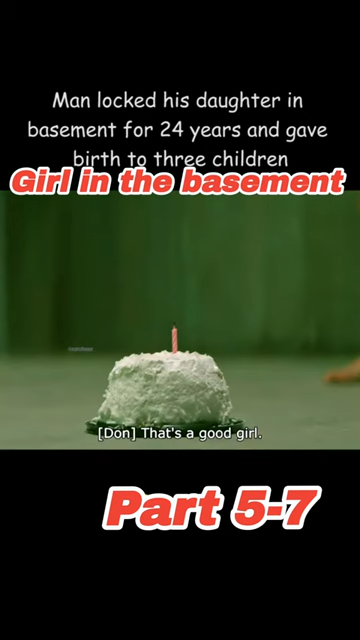 Man locked his daughter in
basement for 24 years and gave
birth to three children
Girl in the basement
[Don] That's a good girl.
Part 5-7